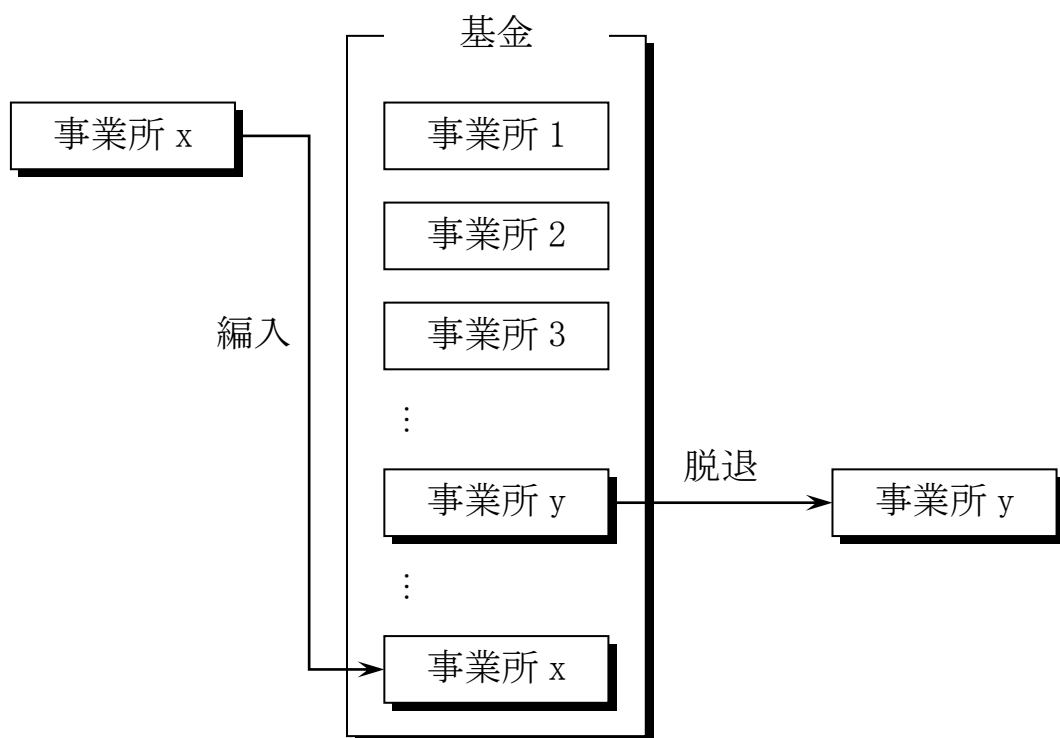 基金
事業所 x
事業所 1
事業所 2
編入
事業所 3
⋮
脱退
事業所 y
事業所 y
⋮
事業所 x